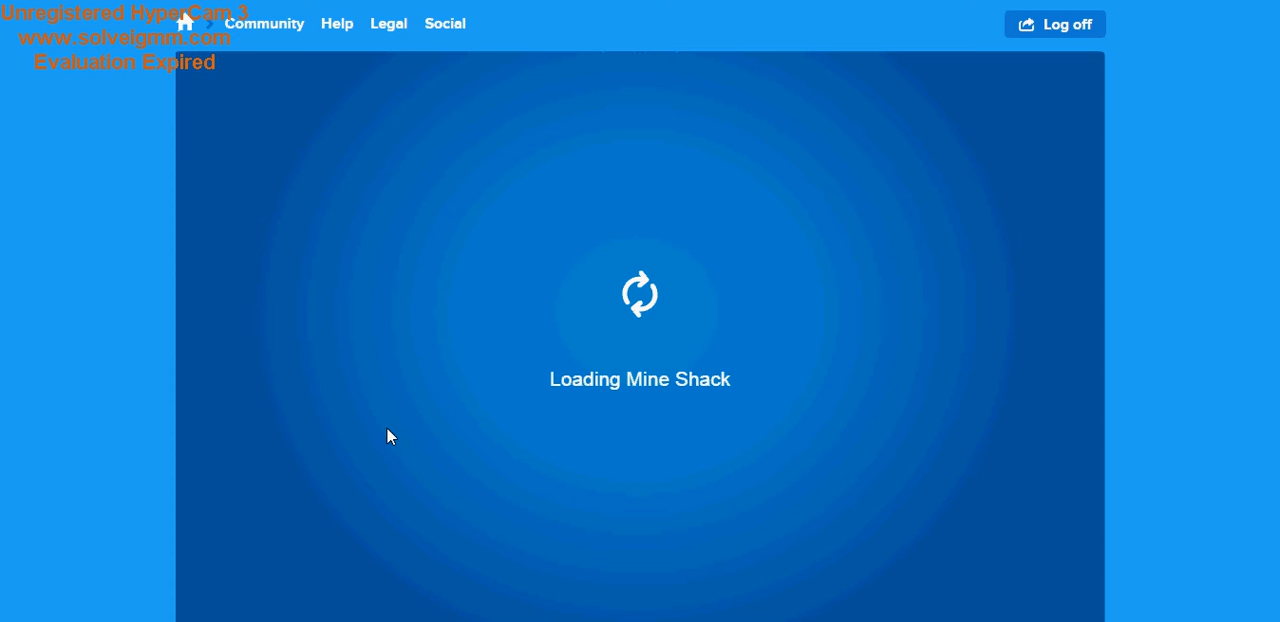 Unregistered HyperCam 3
www.solveigmm.com
Evaluation Expired
Community Help Legal Social
Log off
Loading Mine Shack